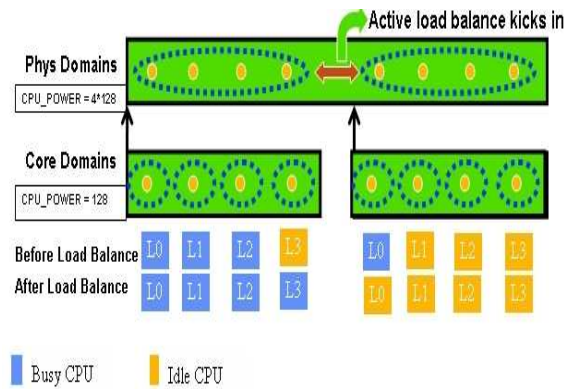 Active load balance kicks in
Phys Domains
CPU_POWER = 4*128
Core Domains
CPU_POWER = 128
Before Load Balance L0 L1 L2 L3 L0 L1 L2 L3
After Load Balance L0 L1 L2 L3 L0 L1 L2 L3
Busy CPU Idle CPU